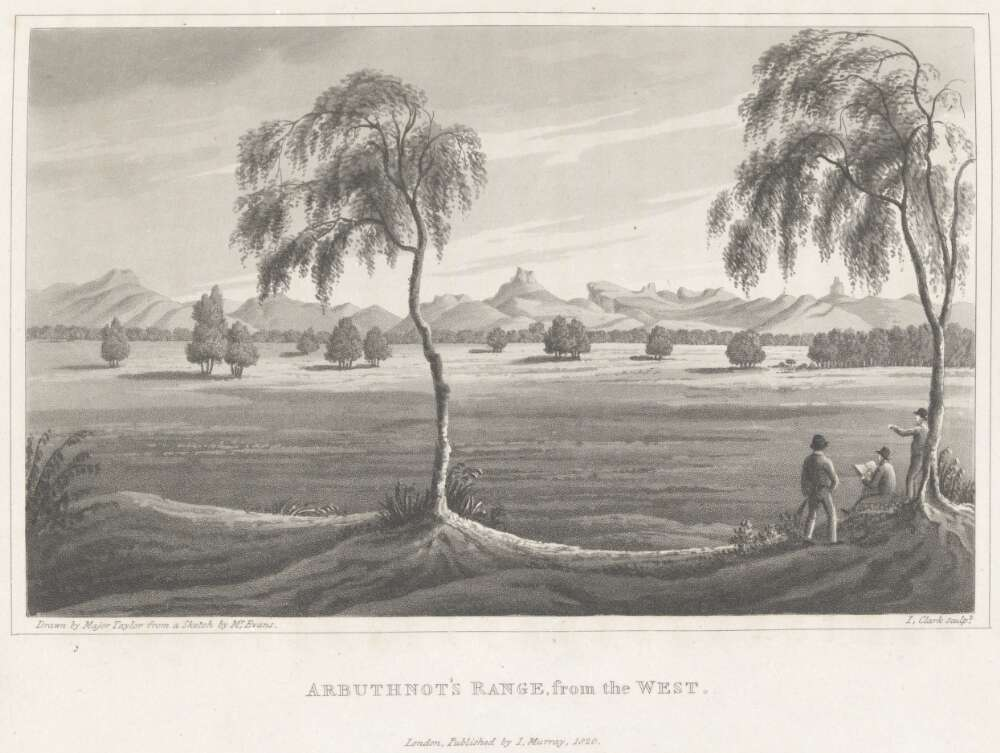 Drawn by Major Taylor from a Sketch by Mr. Evans.
I. Clark sculpt.
ARBUTHNOT'S RANGE, from the WEST.
London, Published by I. Murray, 1820.